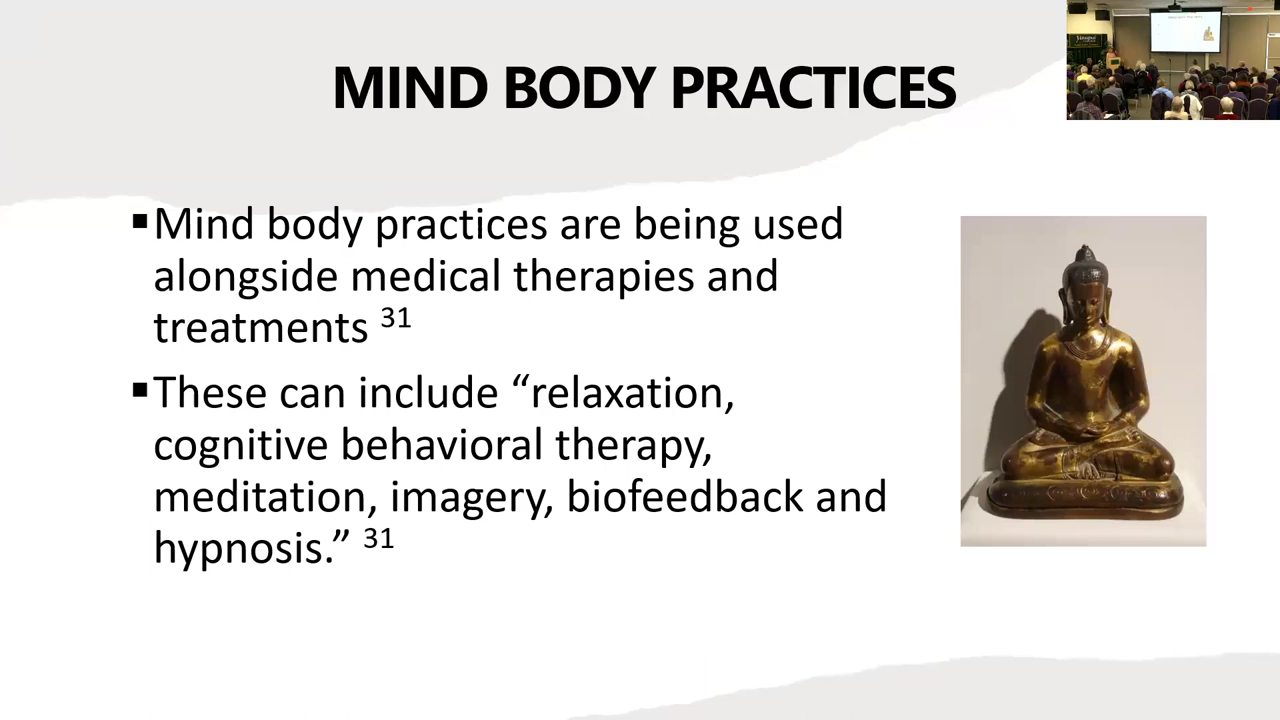 MIND BODY PRACTICES
▪Mind body practices are being used
alongside medical therapies and
treatments 31
▪These can include “relaxation,
cognitive behavioral therapy,
meditation, imagery, biofeedback and
hypnosis.” 31